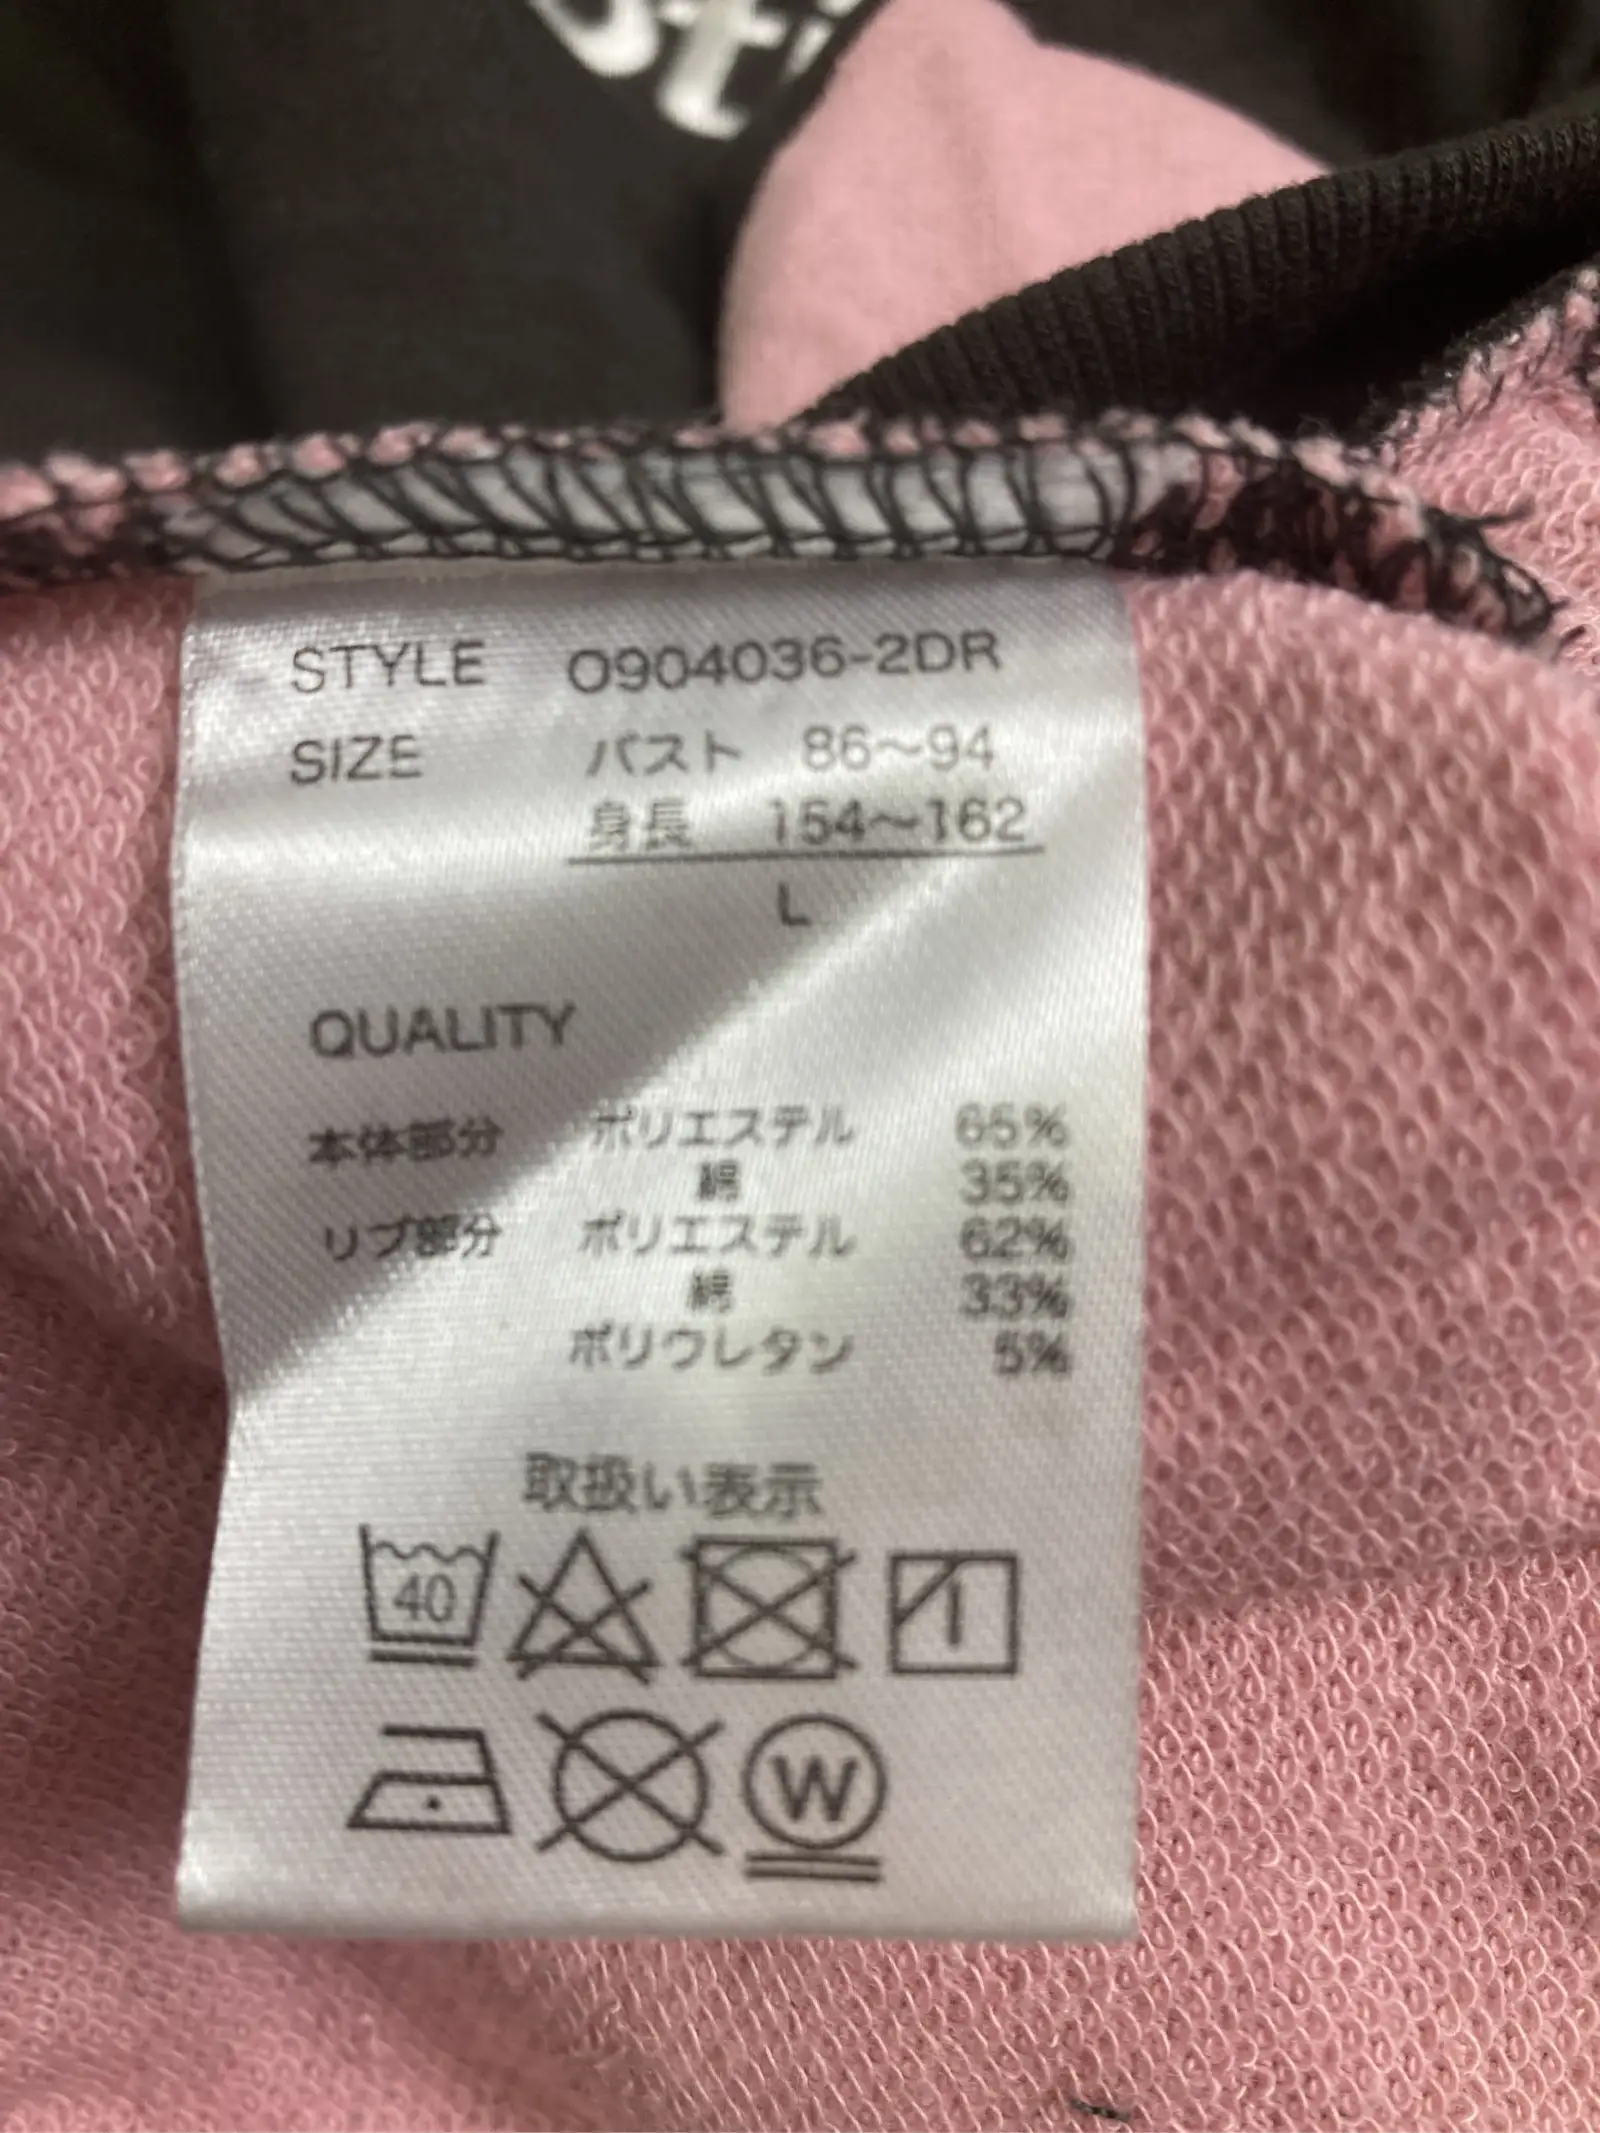 sti
STYLE 0904036-2DR
SIZE バスト 86～94
身長 154～162
L
QUALITY
本体部分 ポリエステル 65%
綿 35%
リブ部分 ポリエステル 62%
綿 33%
ポリウレタン 5%
取扱い表示
40
W